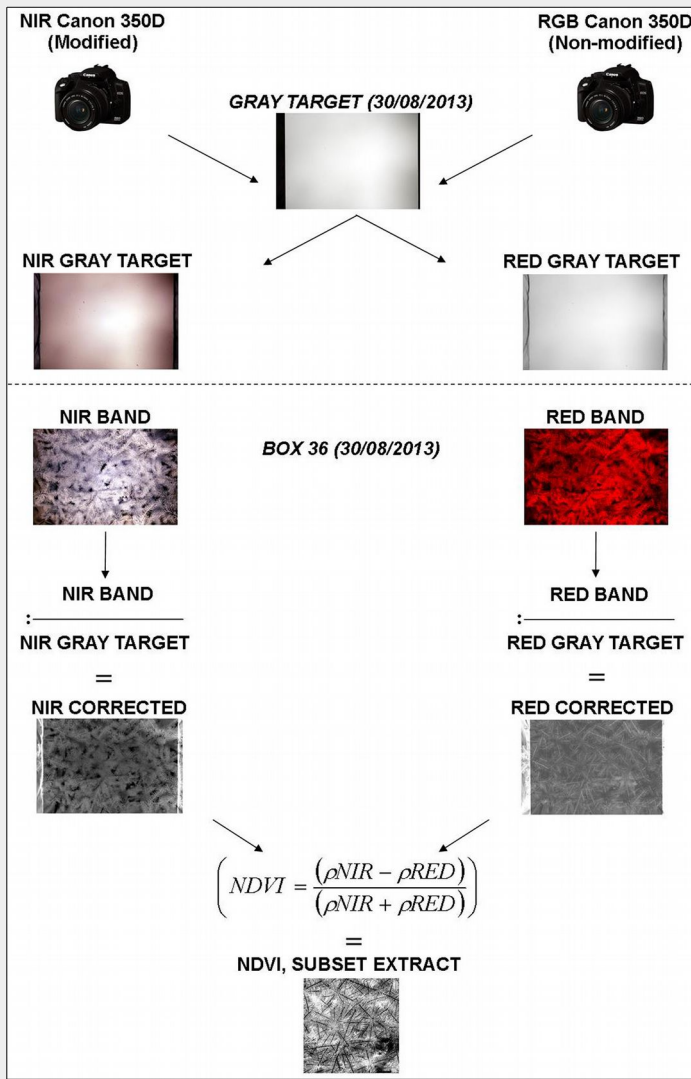 NIR Canon 350D
(Modified)
RGB Canon 350D
(Non-modified)
Canon
Canon
GRAY TARGET (30/08/2013)
NIR GRAY TARGET
RED GRAY TARGET
NIR BAND
BOX 36 (30/08/2013)
RED BAND
NIR BAND
:
NIR GRAY TARGET
=
NIR CORRECTED
RED BAND
:
RED GRAY TARGET
=
RED CORRECTED
(NDVI = (ρNIR − ρRED) / (ρNIR + ρRED))
=
NDVI, SUBSET EXTRACT